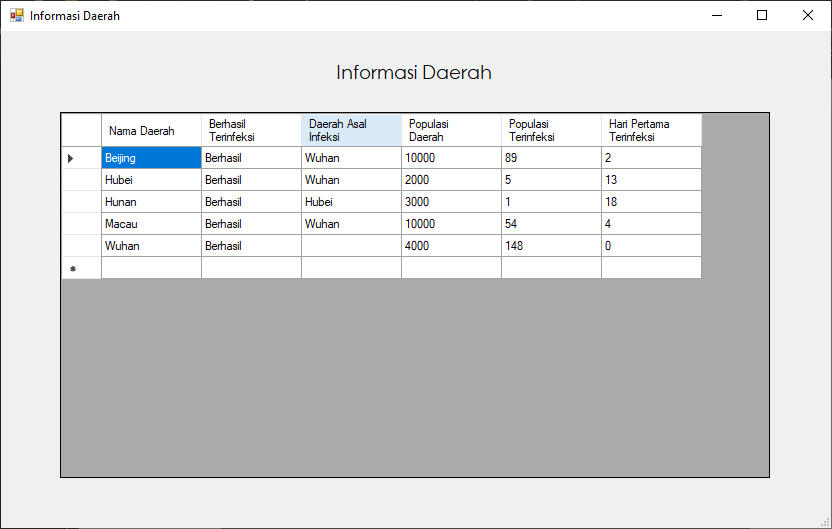 Informasi Daerah
Informasi Daerah
Nama Daerah Berhasil Terinfeksi Daerah Asal Infeksi Populasi Daerah Populasi Terinfeksi Hari Pertama Terinfeksi
Beijing Berhasil Wuhan 10000 89 2
Hubei Berhasil Wuhan 2000 5 13
Hunan Berhasil Hubei 3000 1 18
Macau Berhasil Wuhan 10000 54 4
Wuhan Berhasil 4000 148 0